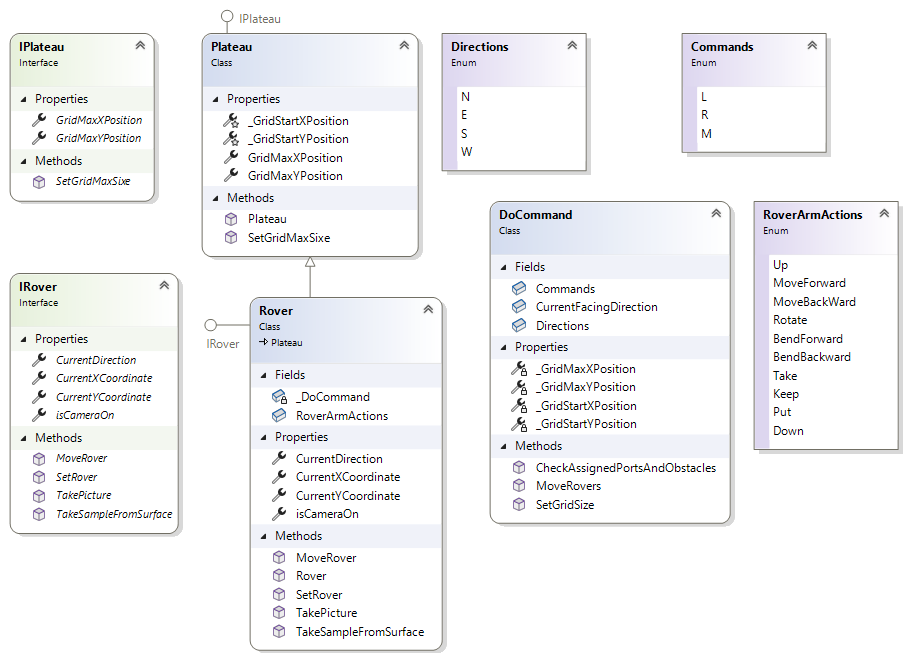 IPlateau
IPlateau
Interface
Properties
GridMaxXPosition
GridMaxYPosition
Methods
SetGridMaxSixe
Plateau
Class
Properties
_GridStartXPosition
_GridStartYPosition
GridMaxXPosition
GridMaxYPosition
Methods
Plateau
SetGridMaxSixe
Directions
Enum
N
E
S
W
Commands
Enum
L
R
M
IRover
Interface
Properties
CurrentDirection
CurrentXCoordinate
CurrentYCoordinate
isCameraOn
Methods
MoveRover
SetRover
TakePicture
TakeSampleFromSurface
IRover
Rover
Class
Plateau
Fields
_DoCommand
RoverArmActions
Properties
CurrentDirection
CurrentXCoordinate
CurrentYCoordinate
isCameraOn
Methods
MoveRover
Rover
SetRover
TakePicture
TakeSampleFromSurface
DoCommand
Class
Fields
Commands
CurrentFacingDirection
Directions
Properties
_GridMaxXPosition
_GridMaxYPosition
_GridStartXPosition
_GridStartYPosition
Methods
CheckAssignedPortsAndObstacles
MoveRovers
SetGridSize
RoverArmActions
Enum
Up
MoveForward
MoveBackWard
Rotate
BendForward
BendBackward
Take
Keep
Put
Down